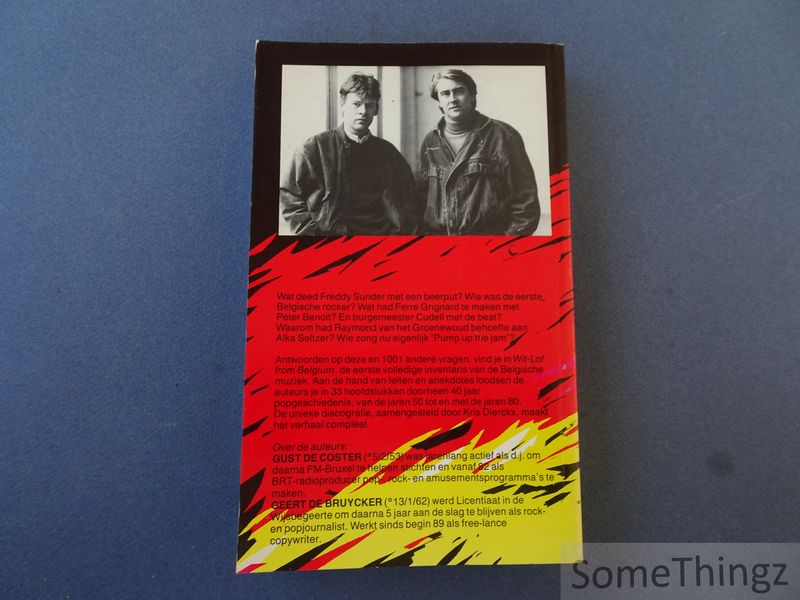 Wat deed Freddy Sunder met een beerput? Wie was de eerste
Belgische rocker? Wat had Ferre Grignard te maken met
Peter Benoit? En burgemeester Cudell met de beat?
Waarom had Raymond van het Groenewoud behoefte aan
Alka Seltzer? Wie zong nu eigenlijk 'Pump up the jam'?
Antwoorden op deze en 1001 andere vragen, vind je in Wit-Lof
from Belgium, de eerste volledige inventaris van de Belgische
muziek. Aan de hand van feiten en anekdotes loodsen de
auteurs je in 33 hoofdstukken doorheen 40 jaar
popgeschiedenis, van de jaren 50 tot en met de jaren 80.
De unieke discografie, samengesteld door Kris Dierckx, maakt
het verhaal compleet.
Over de auteurs:
GUST DE COSTER (°5/2/53) was jarenlang actief als d.j. om
daarna FM-Bruxel te helpen stichten en vanaf 82 als
BRT-radioproducer pop-, rock- en amusementsprogramma's te
maken.
GEERT DE BRUYCKER (°13/1/62) werd Licentiaat in de
Wijsbegeerte om daarna 5 jaar aan de slag te blijven als rock-
en popjournalist. Werkt sinds begin 89 als free-lance
copywriter.
SomeThingz